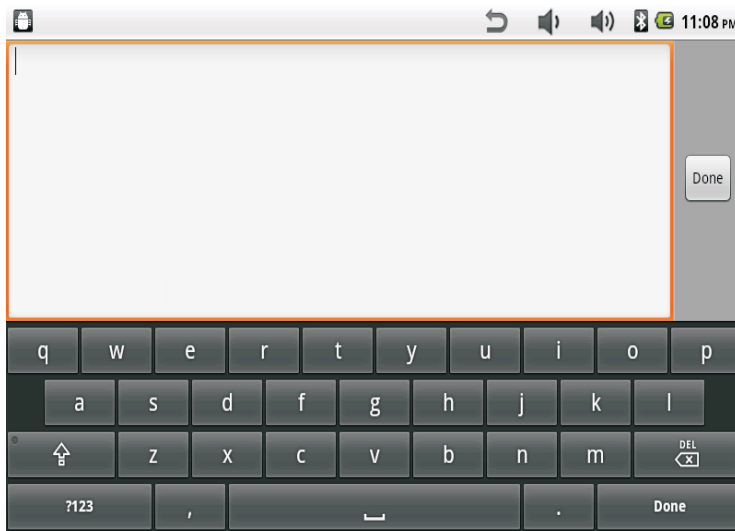 11:08 PM
Done
q w e r t y u i o p
a s d f g h j k l
z x c v b n m DEL
?123 , . Done